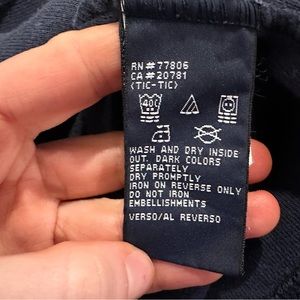 RN#77806
CA#20781
(TIC-TIC)
40C
WASH AND DRY INSIDE
OUT. DARK COLORS
SEPARATELY
DRY PROMPTLY
IRON ON REVERSE ONLY
DO NOT IRON
EMBELLISHMENTS
VERSO/AL REVERSO